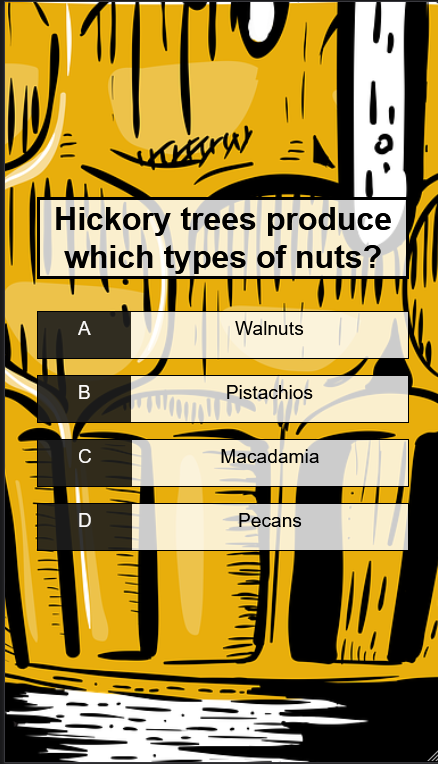 Hickory trees produce
which types of nuts?
A Walnuts
B Pistachios
C Macadamia
D Pecans